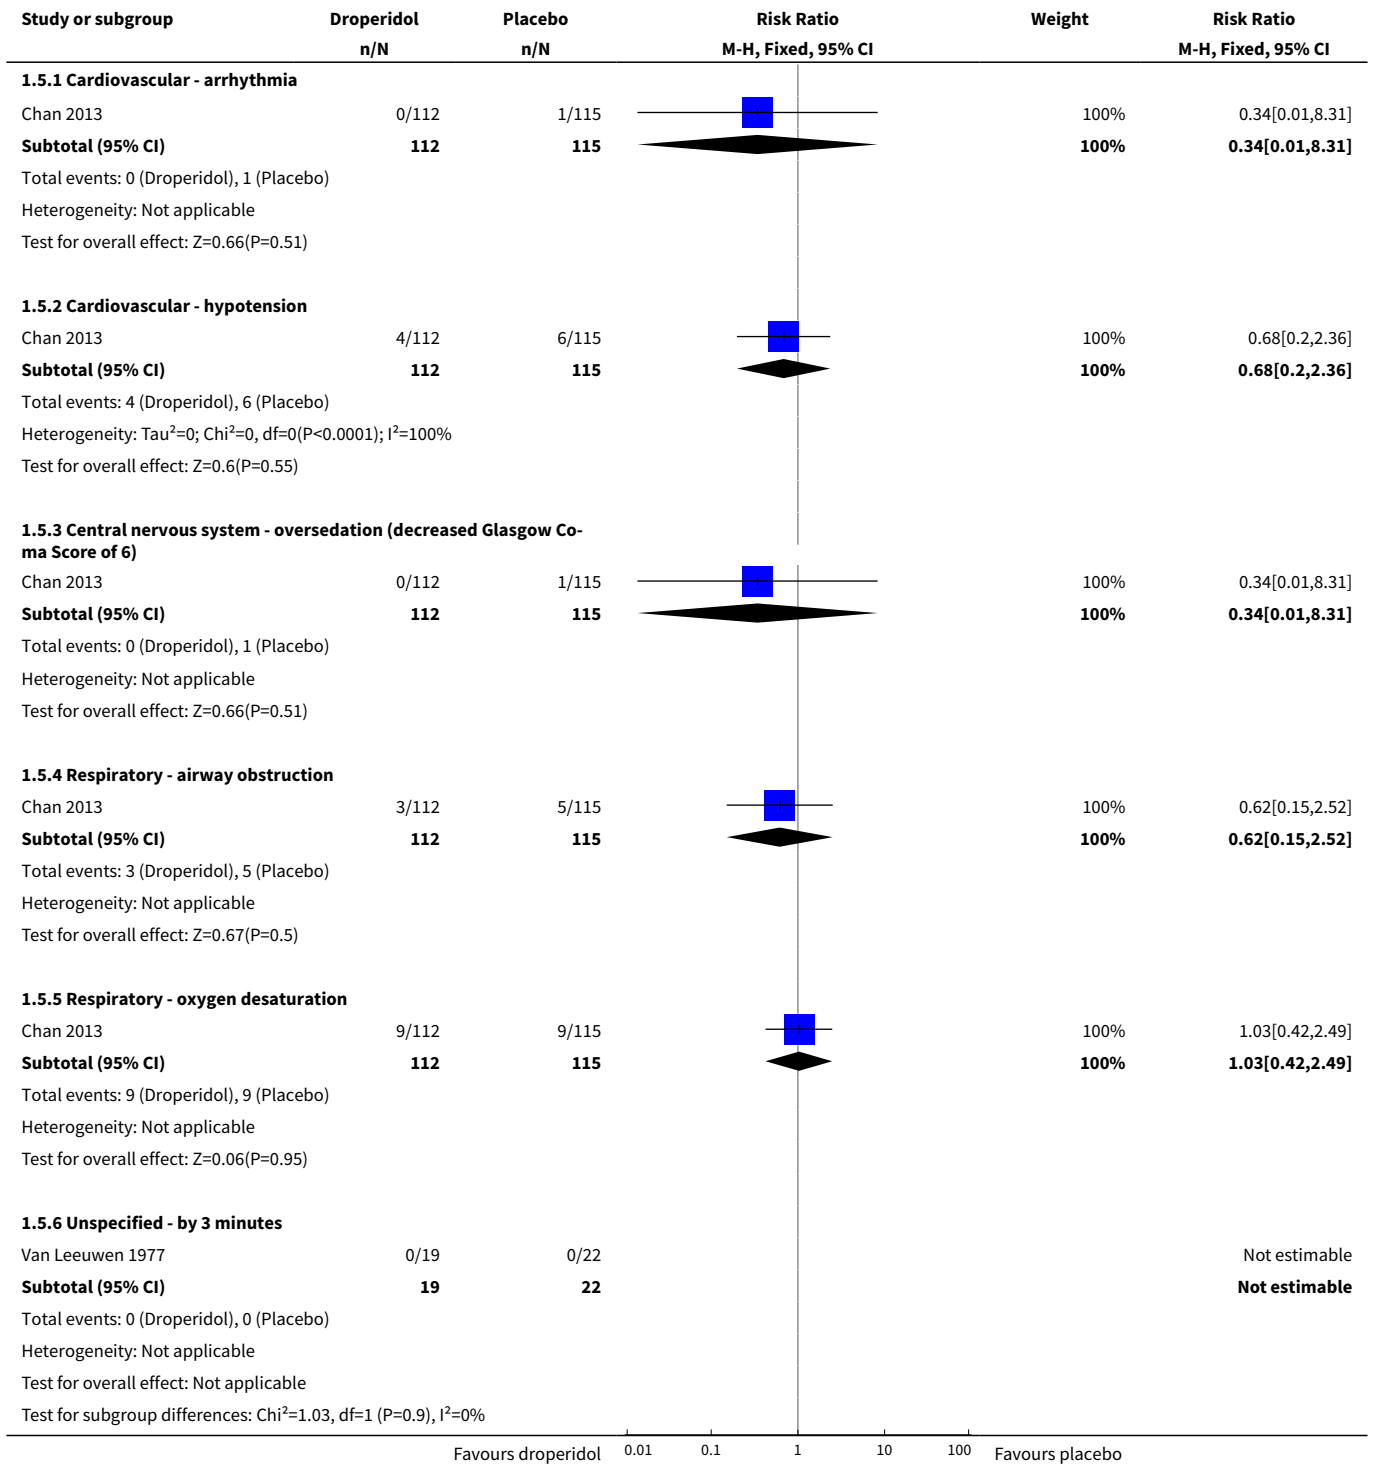 Study or subgroup Droperidol Placebo Risk Ratio Weight Risk Ratio
n/N n/N M-H, Fixed, 95% CI M-H, Fixed, 95% CI
1.5.1 Cardiovascular - arrhythmia
Chan 2013 0/112 1/115 100% 0.34[0.01,8.31]
Subtotal (95% CI) 112 115 100% 0.34[0.01,8.31]
Total events: 0 (Droperidol), 1 (Placebo)
Heterogeneity: Not applicable
Test for overall effect: Z=0.66(P=0.51)
1.5.2 Cardiovascular - hypotension
Chan 2013 4/112 6/115 100% 0.68[0.2,2.36]
Subtotal (95% CI) 112 115 100% 0.68[0.2,2.36]
Total events: 4 (Droperidol), 6 (Placebo)
Heterogeneity: Tau²=0; Chi²=0, df=0(P<0.0001); I²=100%
Test for overall effect: Z=0.6(P=0.55)
1.5.3 Central nervous system - oversedation (decreased Glasgow Co-
ma Score of 6)
Chan 2013 0/112 1/115 100% 0.34[0.01,8.31]
Subtotal (95% CI) 112 115 100% 0.34[0.01,8.31]
Total events: 0 (Droperidol), 1 (Placebo)
Heterogeneity: Not applicable
Test for overall effect: Z=0.66(P=0.51)
1.5.4 Respiratory - airway obstruction
Chan 2013 3/112 5/115 100% 0.62[0.15,2.52]
Subtotal (95% CI) 112 115 100% 0.62[0.15,2.52]
Total events: 3 (Droperidol), 5 (Placebo)
Heterogeneity: Not applicable
Test for overall effect: Z=0.67(P=0.5)
1.5.5 Respiratory - oxygen desaturation
Chan 2013 9/112 9/115 100% 1.03[0.42,2.49]
Subtotal (95% CI) 112 115 100% 1.03[0.42,2.49]
Total events: 9 (Droperidol), 9 (Placebo)
Heterogeneity: Not applicable
Test for overall effect: Z=0.06(P=0.95)
1.5.6 Unspecified - by 3 minutes
Van Leeuwen 1977 0/19 0/22 Not estimable
Subtotal (95% CI) 19 22 Not estimable
Total events: 0 (Droperidol), 0 (Placebo)
Heterogeneity: Not applicable
Test for overall effect: Not applicable
Test for subgroup differences: Chi²=1.03, df=1 (P=0.9), I²=0%
Favours droperidol 0.01 0.1 1 10 100 Favours placebo